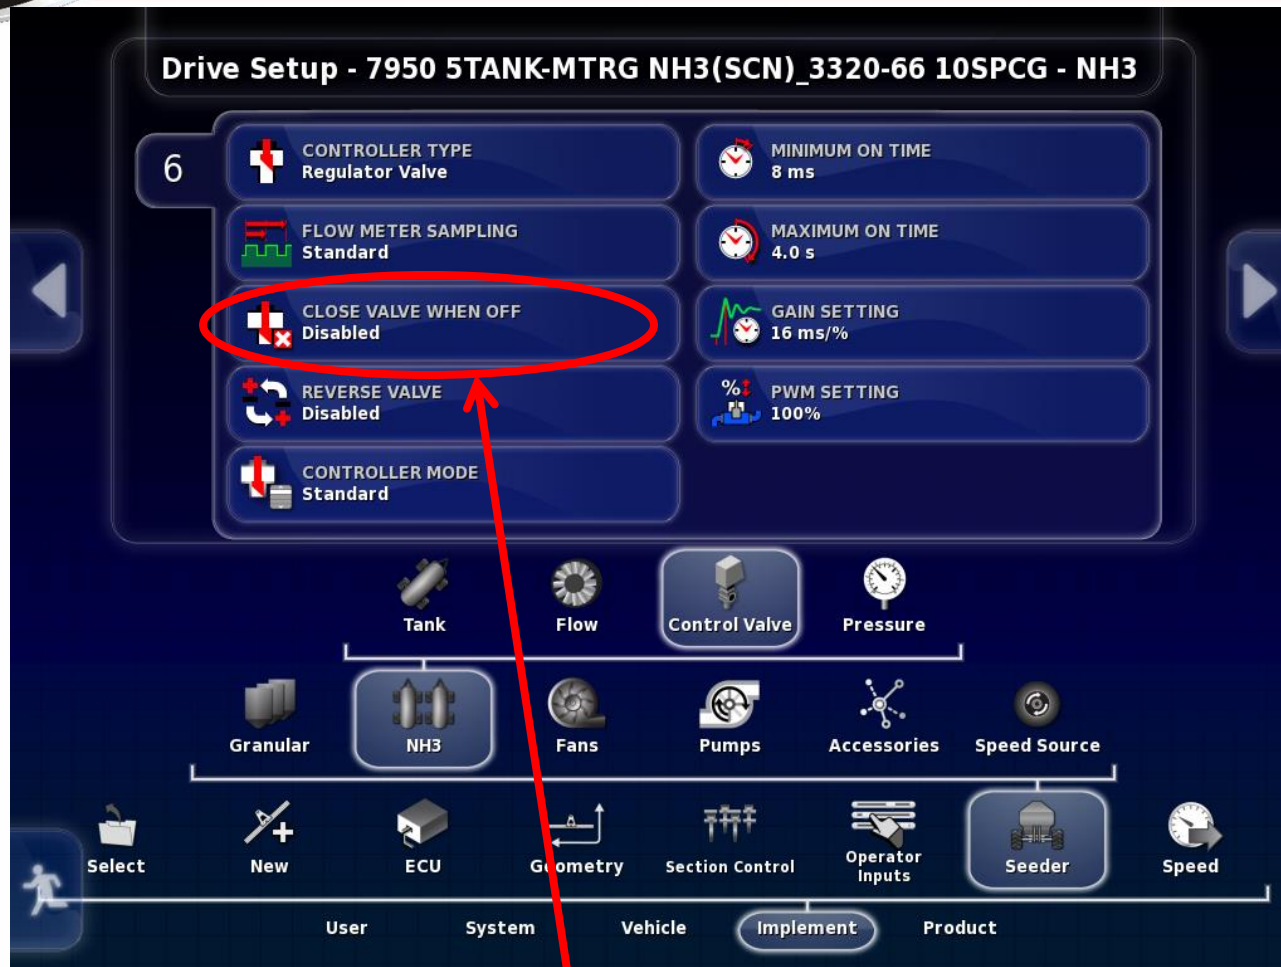 Drive Setup - 7950 5TANK-MTRG NH3(SCN)_3320-66 10SPCG - NH3
6
CONTROLLER TYPE
Regulator Valve
FLOW METER SAMPLING
Standard
CLOSE VALVE WHEN OFF
Disabled
REVERSE VALVE
Disabled
CONTROLLER MODE
Standard
MINIMUM ON TIME
8 ms
MAXIMUM ON TIME
4.0 s
GAIN SETTING
16 ms/%
%
PWM SETTING
100%
Tank
Flow
Control Valve
Pressure
Granular
NH3
Fans
Pumps
Accessories
Speed Source
Select
New
ECU
Geometry
Section Control
Operator
Inputs
Seeder
Speed
User
System
Vehicle
Implement
Product